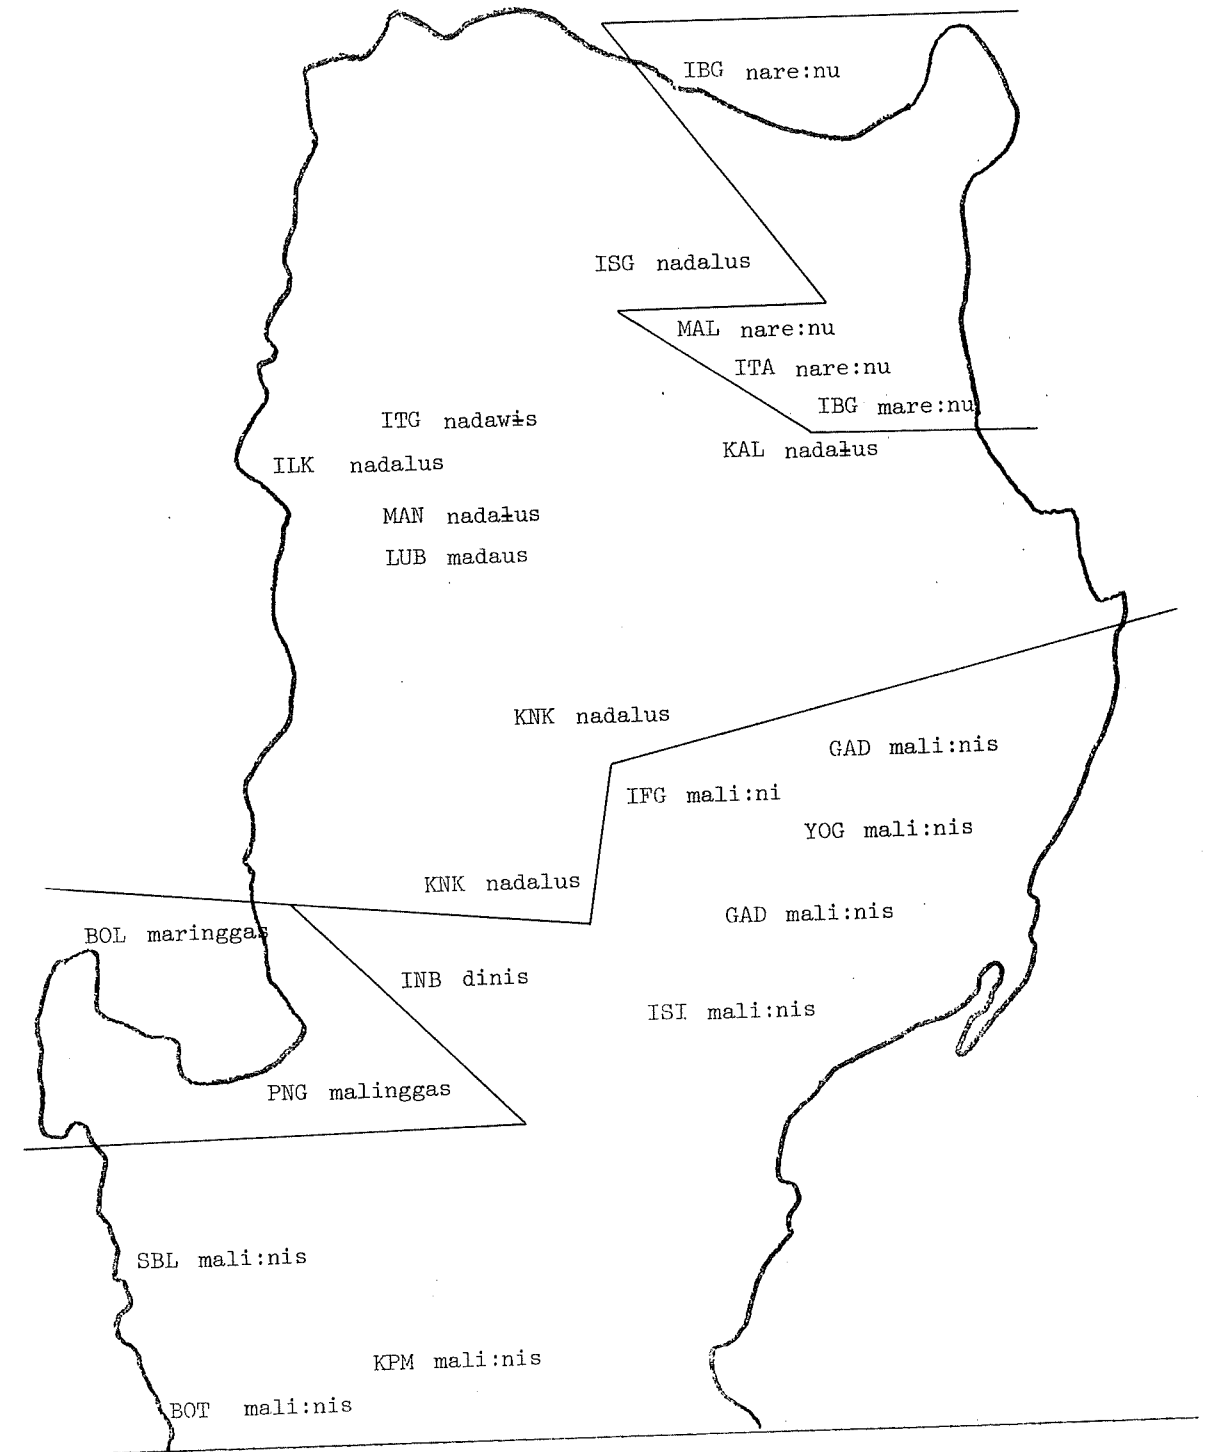 IBG nare:nu
ISG nadalus
MAL nare:nu
ITA nare:nu
IBG mare:nu
ITG nadawɨs
KAL nadałus
ILK nadalus
MAN nadałus
LUB madaus
KNK nadalus
GAD mali:nis
IFG mali:ni
YOG mali:nis
KNK nadalus
GAD mali:nis
BOL maringgas
INB dinis
ISI mali:nis
PNG malinggas
SBL mali:nis
KPM mali:nis
BOT mali:nis